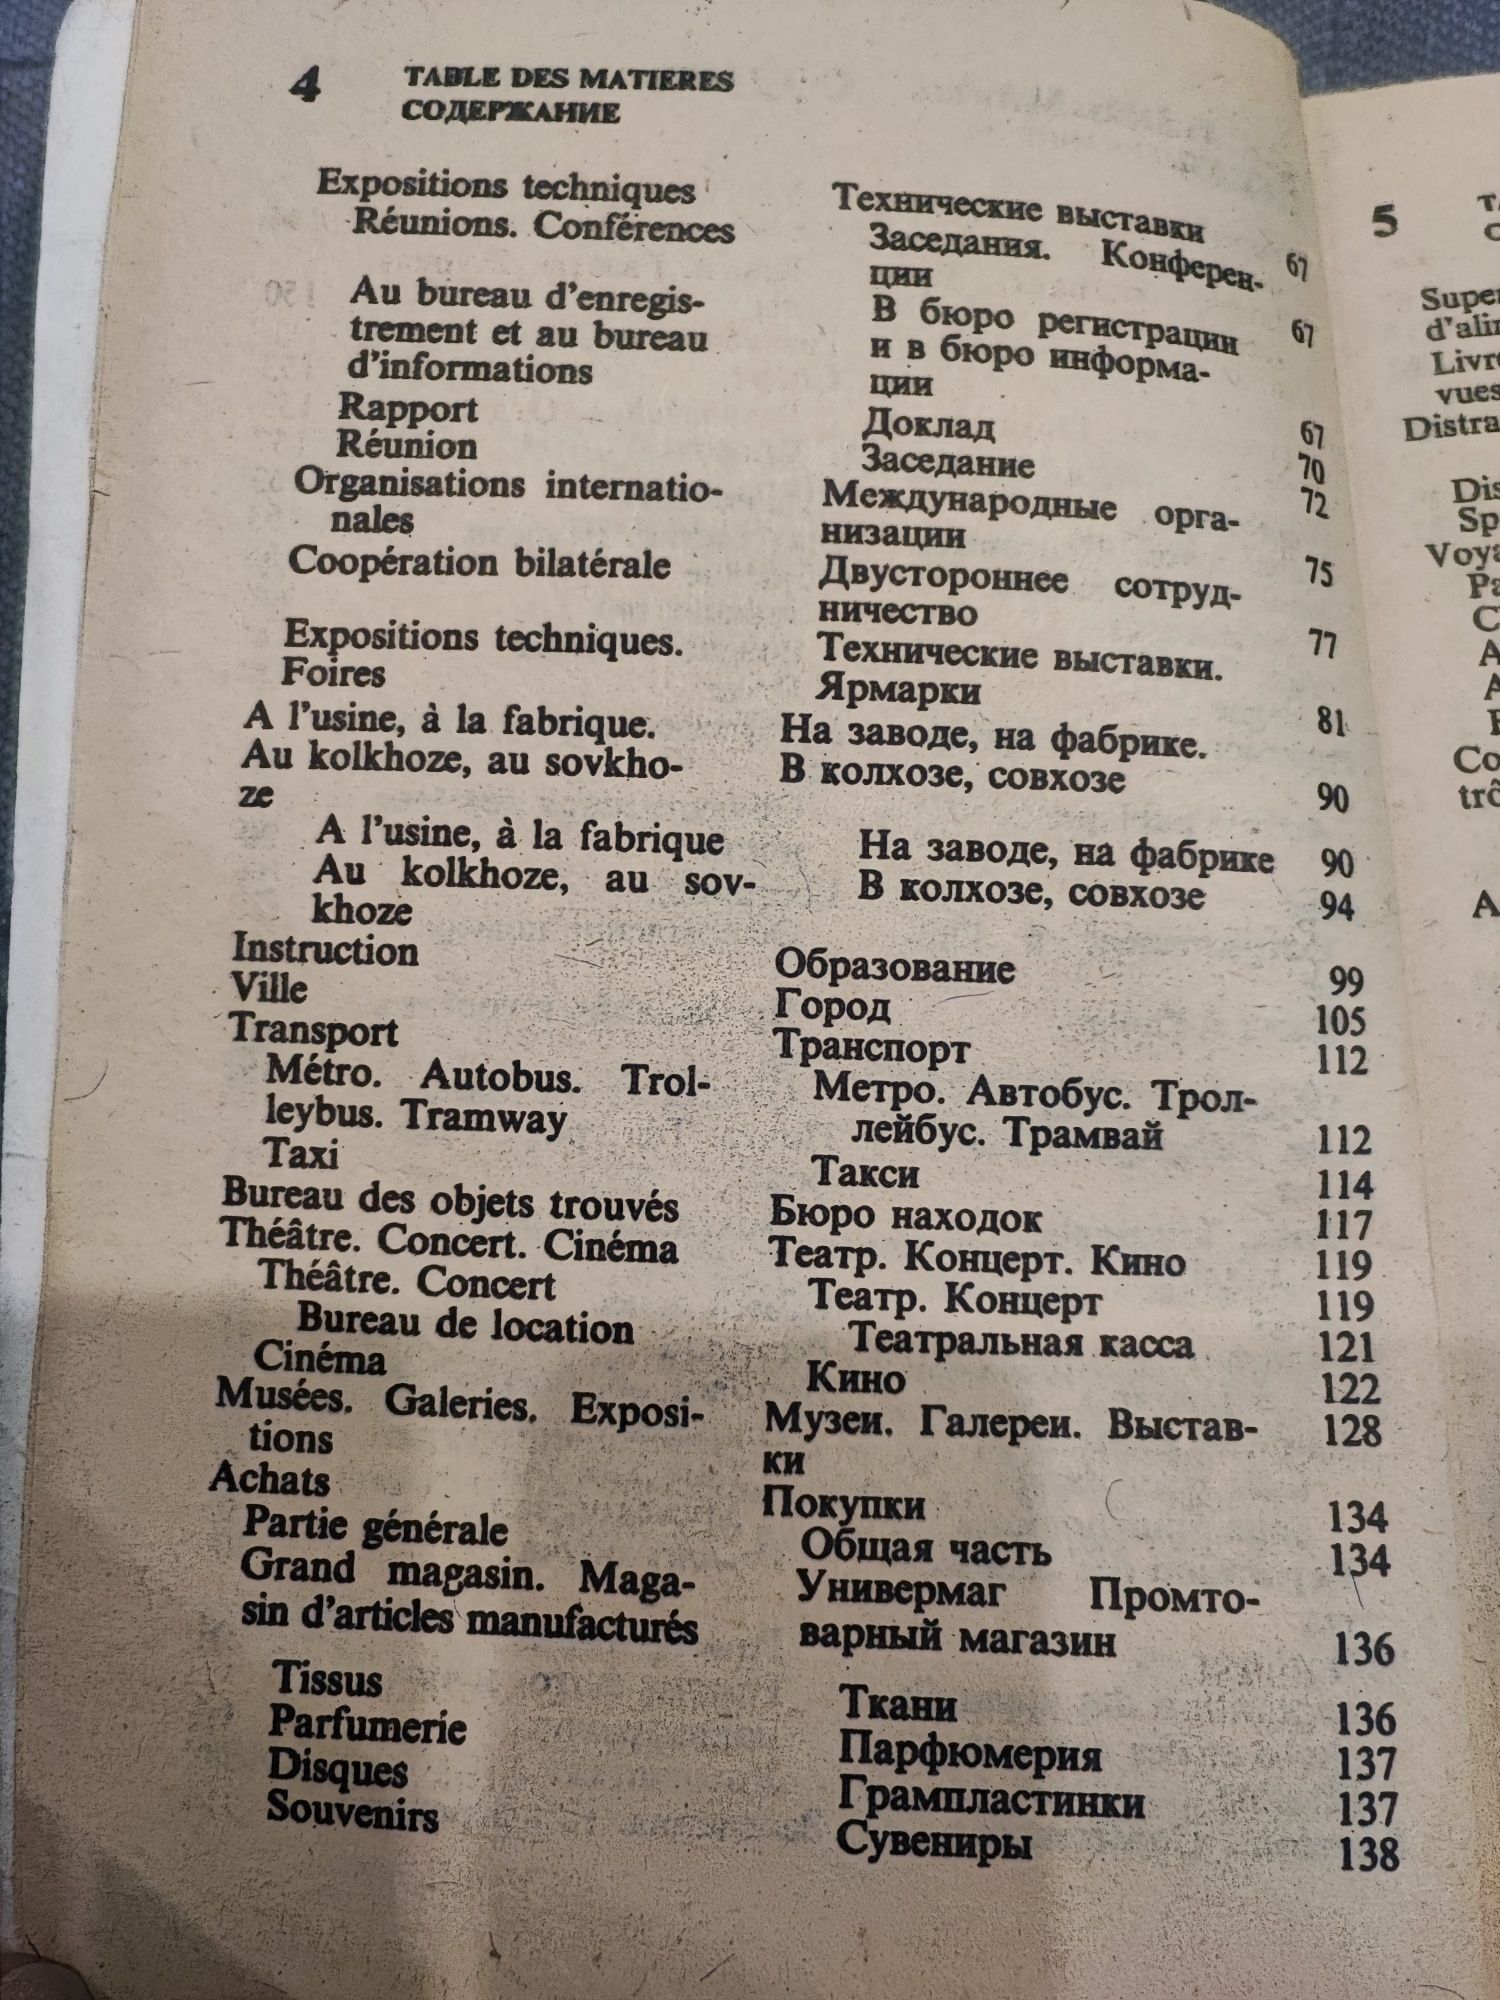 4
TABLE DES MATIERES
СОДЕРЖАНИЕ
Expositions techniques
Réunions. Conférences
Au bureau d'enregis-
trement et au bureau
d'informations
Rapport
Réunion
Organisations internatio-
nales
Coopération bilatérale
Expositions techniques.
Foires
A l'usine, à la fabrique.
Au kolkhoze, au sovkho-
ze
A l'usine, à la fabrique
Au kolkhoze, au sov-
khoze
Instruction
Ville
Transport
Métro. Autobus. Trol-
leybus. Tramway
Taxi
Bureau des objets trouvés
Théâtre. Concert. Cinéma
Théâtre. Concert
Bureau de location
Cinéma
Musées. Galeries. Exposi-
tions
Achats
Partie générale
Grand magasin. Maga-
sin d'articles manufacturés
Tissus
Parfumerie
Disques
Souvenirs
Технические выставки
Заседания. Конферен- 67
ции
В бюро регистрации 67
и в бюро информа-
ции
Доклад 67
Заседание 70
Международные орга- 72
низации
Двустороннее сотруд- 75
ничество
Технические выставки. 77
Ярмарки
На заводе, на фабрике. 81
В колхозе, совхозе 90
На заводе, на фабрике 90
В колхозе, совхозе 94
Образование 99
Город 105
Транспорт 112
Метро. Автобус. Трол-
лейбус. Трамвай 112
Такси 114
Бюро находок 117
Театр. Концерт. Кино 119
Театр. Концерт 119
Театральная касса 121
Кино 122
Музеи. Галереи. Выстав- 128
ки
Покупки 134
Общая часть 134
Универмаг Промто-
варный магазин 136
Ткани 136
Парфюмерия 137
Грампластинки 137
Сувениры 138
5